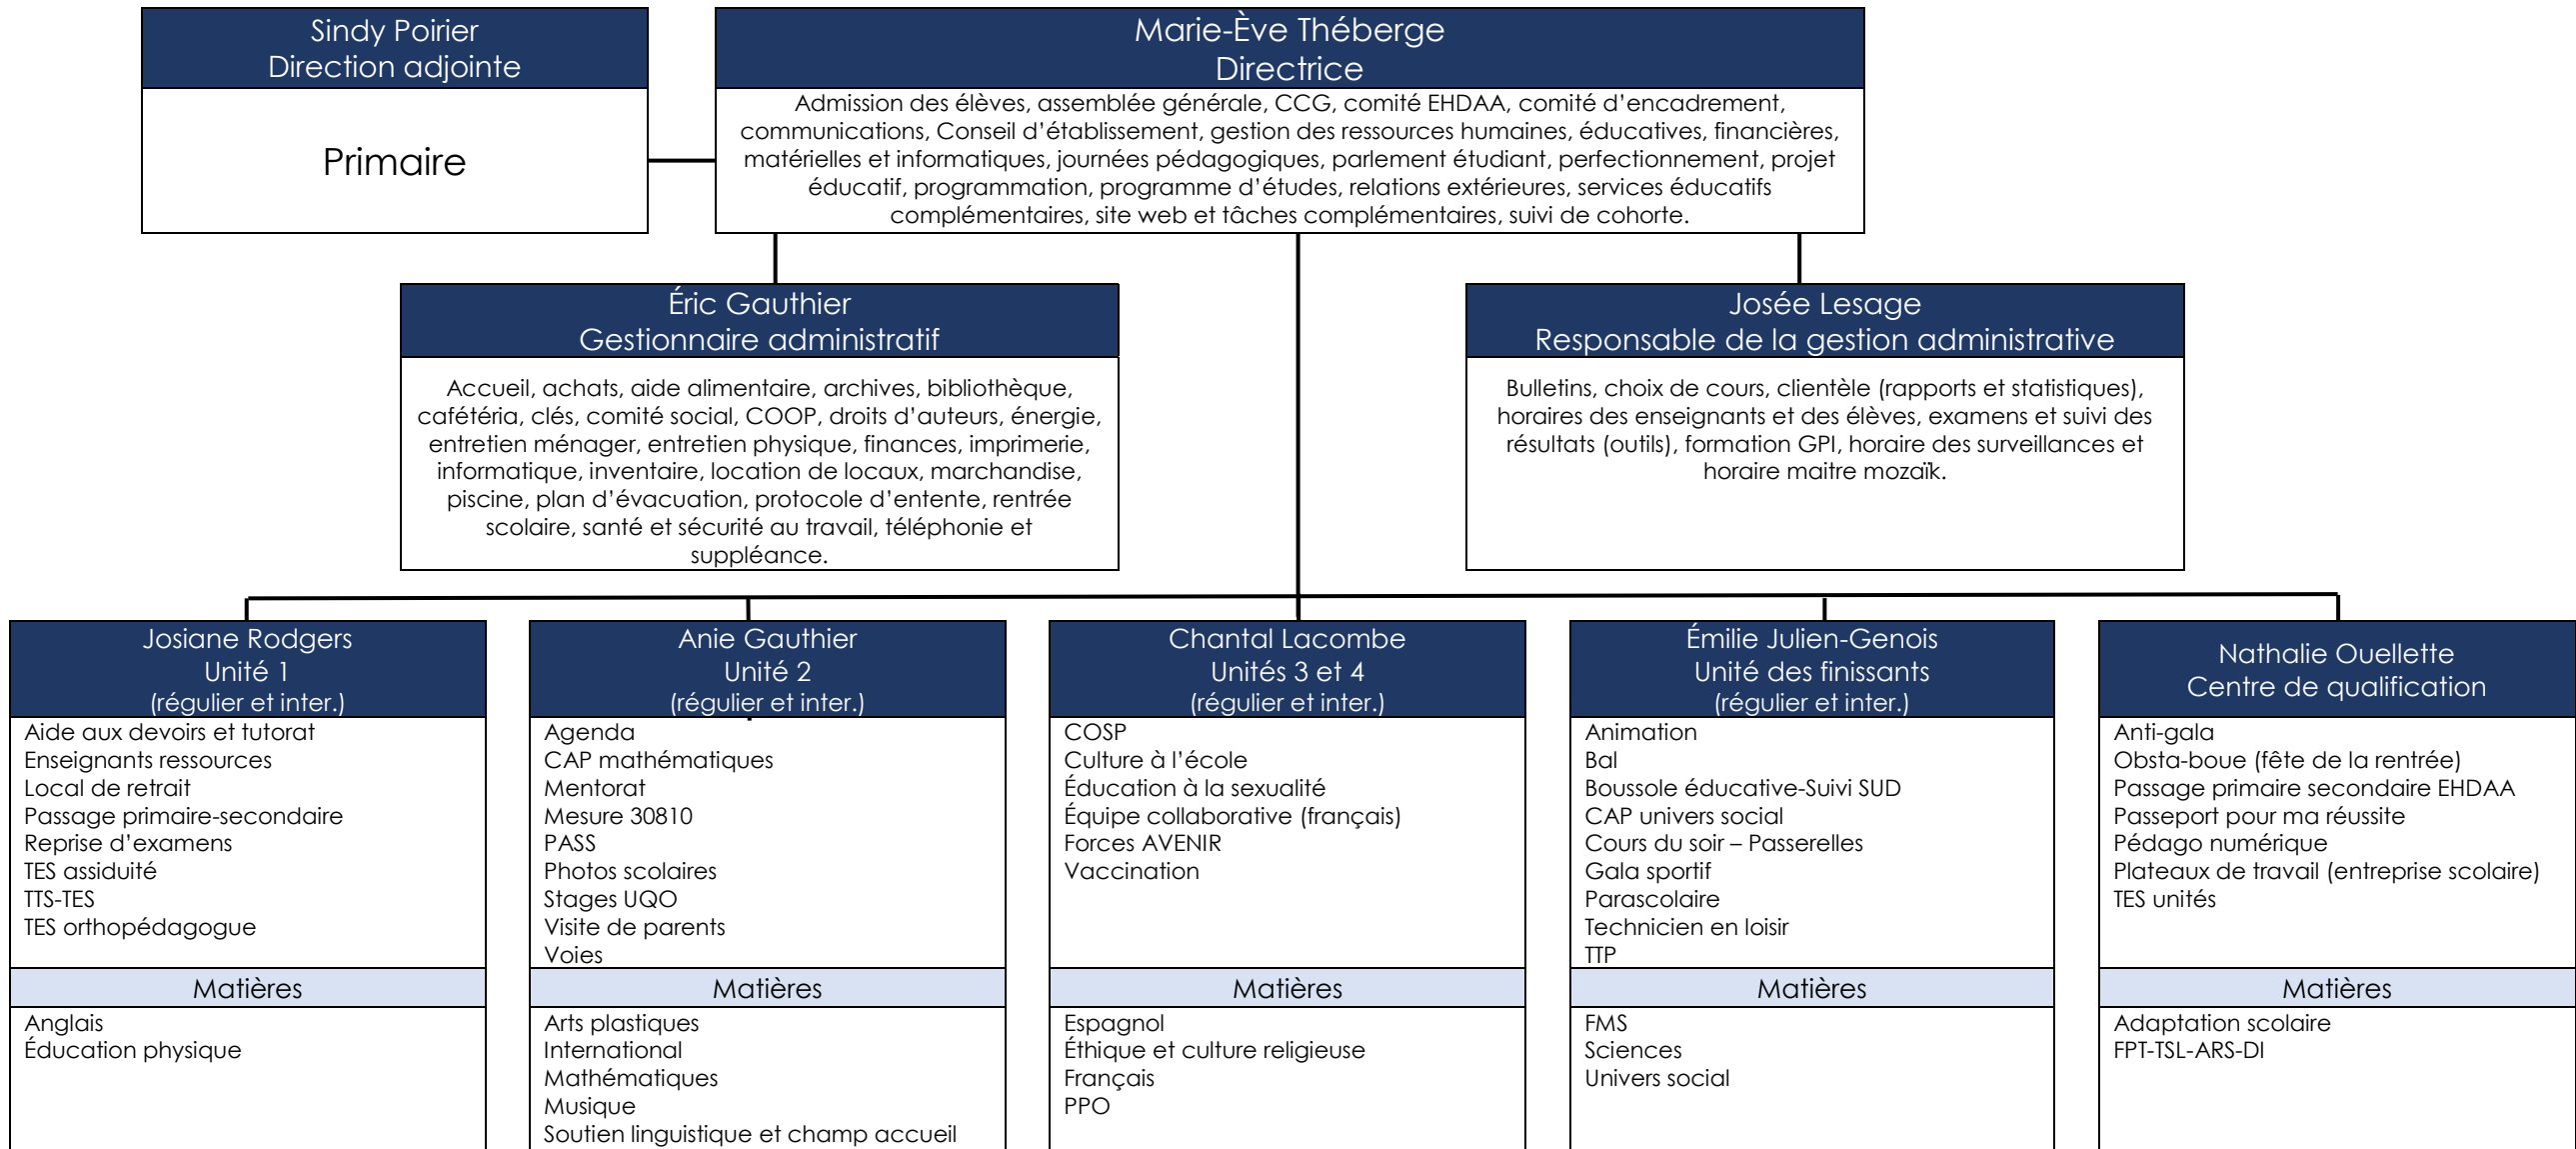 Sindy Poirier
Direction adjointe
Primaire
Marie-Ève Théberge
Directrice
Admission des élèves, assemblée générale, CCG, comité EHDAA, comité d’encadrement,
communications, Conseil d’établissement, gestion des ressources humaines, éducatives, financières,
matérielles et informatiques, journées pédagogiques, parlement étudiant, perfectionnement, projet
éducatif, programmation, programme d’études, relations extérieures, services éducatifs
complémentaires, site web et tâches complémentaires, suivi de cohorte.
Éric Gauthier
Gestionnaire administratif
Accueil, achats, aide alimentaire, archives, bibliothèque,
cafétéria, clés, comité social, COOP, droits d’auteurs, énergie,
entretien ménager, entretien physique, finances, imprimerie,
informatique, inventaire, location de locaux, marchandise,
piscine, plan d’évacuation, protocole d’entente, rentrée
scolaire, santé et sécurité au travail, téléphonie et
suppléance.
Josée Lesage
Responsable de la gestion administrative
Bulletins, choix de cours, clientèle (rapports et statistiques),
horaires des enseignants et des élèves, examens et suivi des
résultats (outils), formation GPI, horaire des surveillances et
horaire maitre mozaïk.
Josiane Rodgers
Unité 1
(régulier et inter.)
Aide aux devoirs et tutorat
Enseignants ressources
Local de retrait
Passage primaire-secondaire
Reprise d’examens
TES assiduité
TTS-TES
TES orthopédagogue
Matières
Anglais
Éducation physique
Anie Gauthier
Unité 2
(régulier et inter.)
Agenda
CAP mathématiques
Mentorat
Mesure 30810
PASS
Photos scolaires
Stages UQO
Visite de parents
Voies
Matières
Arts plastiques
International
Mathématiques
Musique
Soutien linguistique et champ accueil
Chantal Lacombe
Unités 3 et 4
(régulier et inter.)
COSP
Culture à l’école
Éducation à la sexualité
Équipe collaborative (français)
Forces AVENIR
Vaccination
Matières
Espagnol
Éthique et culture religieuse
Français
PPO
Émilie Julien-Genois
Unité des finissants
(régulier et inter.)
Animation
Bal
Boussole éducative-Suivi SUD
CAP univers social
Cours du soir – Passerelles
Gala sportif
Parascolaire
Technicien en loisir
TTP
Matières
FMS
Sciences
Univers social
Nathalie Ouellette
Centre de qualification
Anti-gala
Obsta-boue (fête de la rentrée)
Passage primaire secondaire EHDAA
Passeport pour ma réussite
Pédago numérique
Plateaux de travail (entreprise scolaire)
TES unités
Matières
Adaptation scolaire
FPT-TSL-ARS-DI